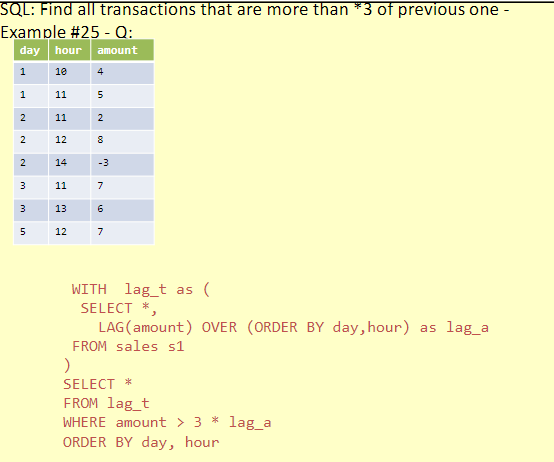 SQL: Find all transactions that are more than *3 of previous one -
Example #25 - Q:
day hour amount
1 10 4
1 11 5
2 11 2
2 12 8
2 14 -3
3 11 7
3 13 6
5 12 7
WITH lag_t as (
SELECT *,
LAG(amount) OVER (ORDER BY day,hour) as lag_a
FROM sales s1
)
SELECT *
FROM lag_t
WHERE amount > 3 * lag_a
ORDER BY day, hour